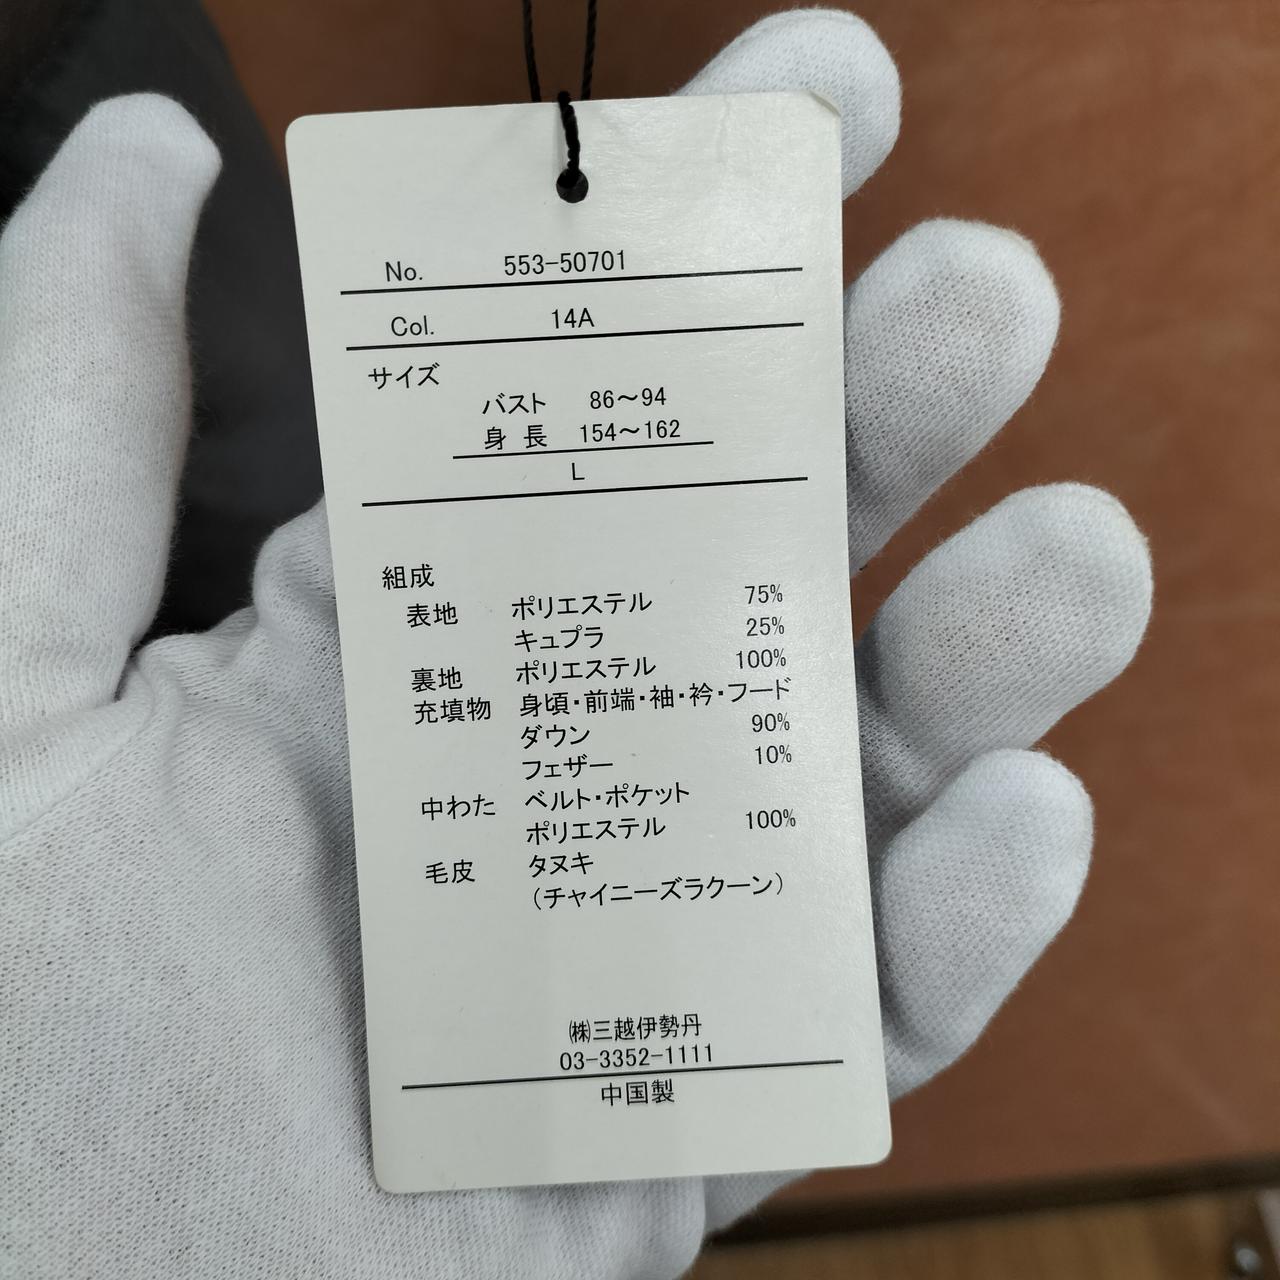 No. 553-50701
Col. 14A
サイズ
バスト 86〜94
身長 154〜162
L
組成
表地 ポリエステル 75%
キュプラ 25%
裏地 ポリエステル 100%
充填物 身頃・前端・袖・衿・フード
ダウン 90%
フェザー 10%
中わた ベルト・ポケット
ポリエステル 100%
毛皮 タヌキ
(チャイニーズラクーン)
㈱三越伊勢丹
03-3352-1111
中国製